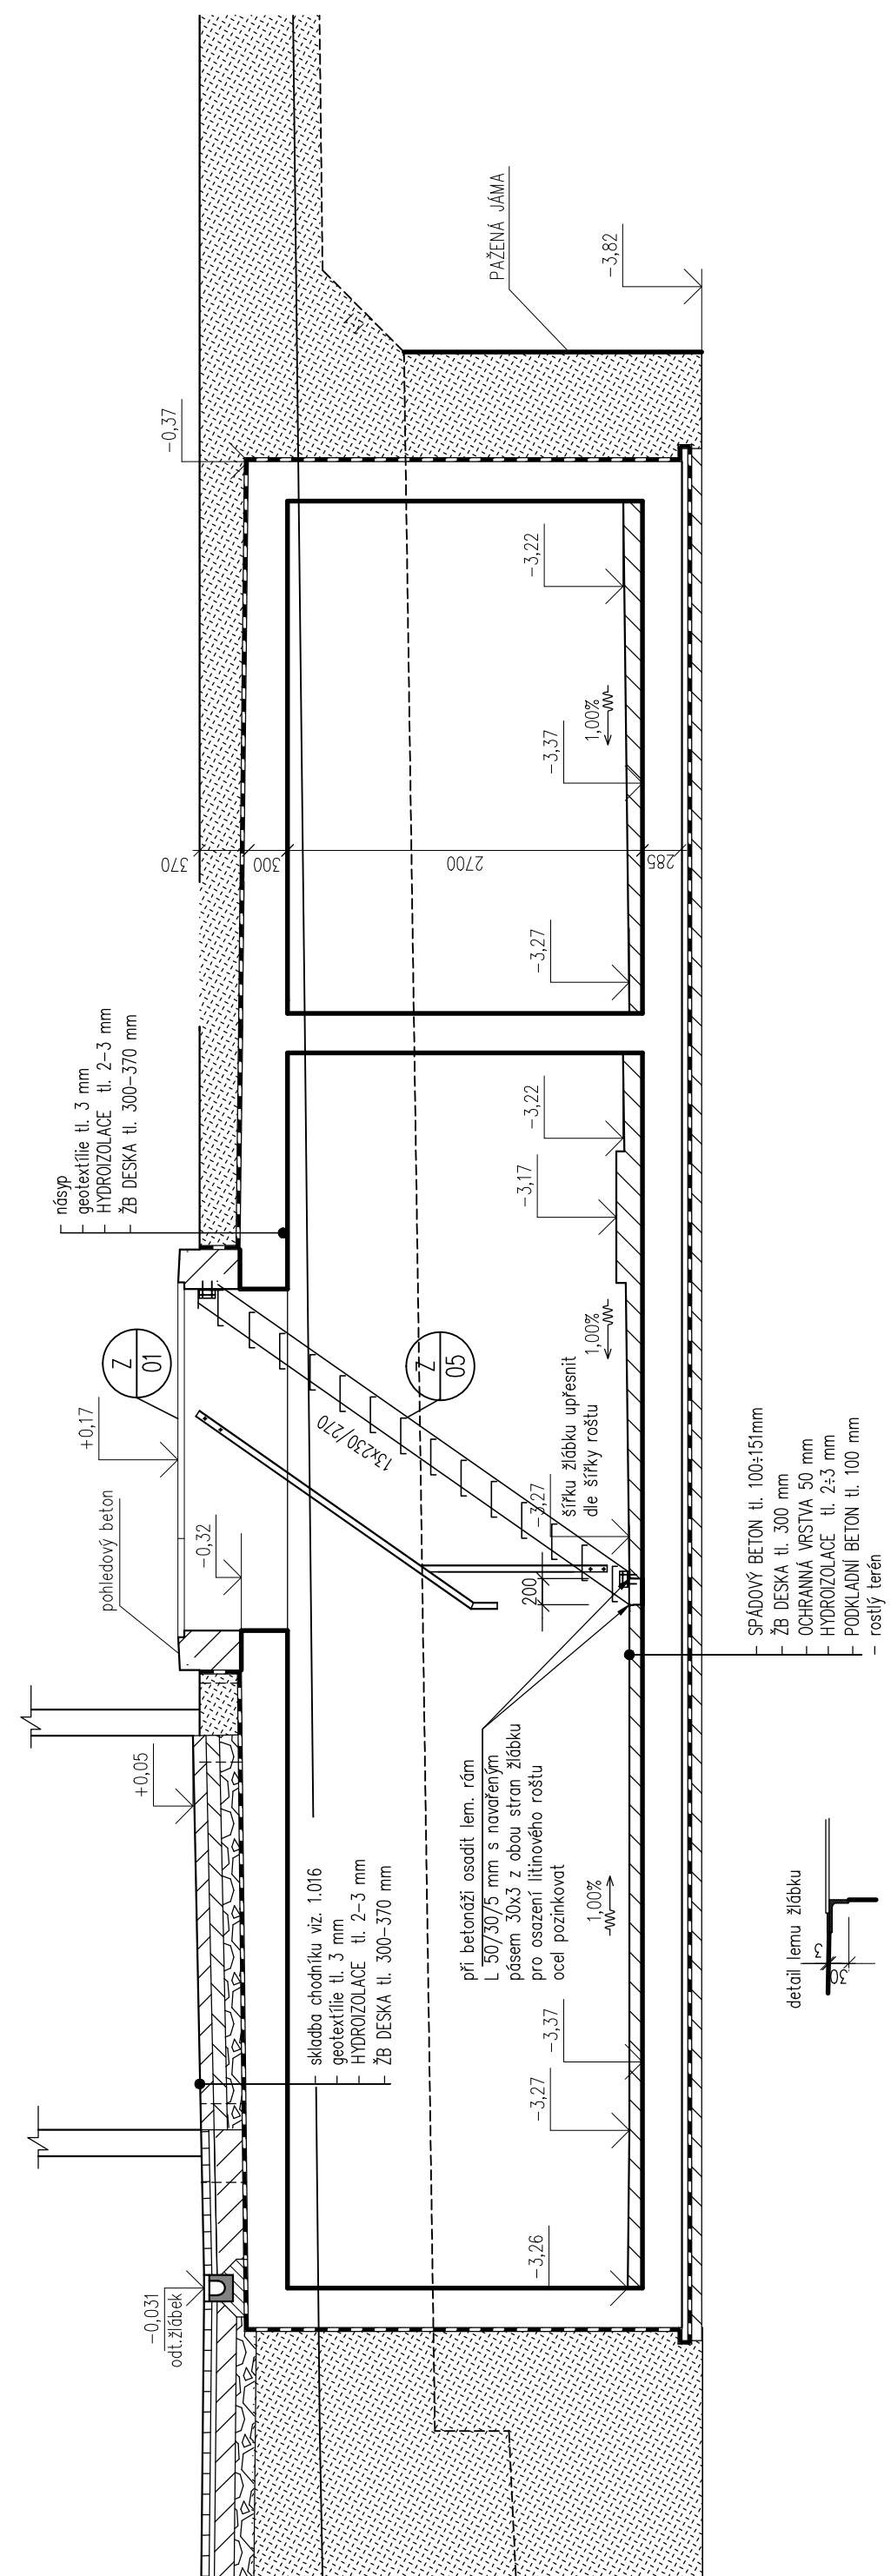 -0,031
odt.žlábek
+0,05
pohledový beton
-0,32
+0,17
Z
01
násyp
geotextílie tl. 3 mm
HYDROIZOLACE tl. 2-3 mm
ŽB DESKA tl. 300-370 mm
370
300
2700
285
-0,37
1:1
PAŽENÁ JÁMA
-3,82
skladba chodníku viz. 1.016
geotextílie tl. 3 mm
HYDROIZOLACE tl. 2-3 mm
ŽB DESKA tl. 300-370 mm
13x230/270
Z
05
při betonáži osadit lem. rám
L 50/30/5 mm s navařeným
pásem 30x3 z obou stran žlábku
pro osazení litinového roštu
ocel pozinkovat
200
-3,27
šířku žlábku upřesnit
dle šířky roštu
-3,26
-3,27
-3,37
1,00%
1,00%
-3,17
-3,22
-3,27
-3,37
1,00%
-3,22
SPÁDOVÝ BETON tl. 100÷151mm
ŽB DESKA tl. 300 mm
OCHRANNÁ VRSTVA 50 mm
HYDROIZOLACE tl. 2÷3 mm
PODKLADNÍ BETON tl. 100 mm
rostlý terén
detail lemu žlábku
3
30